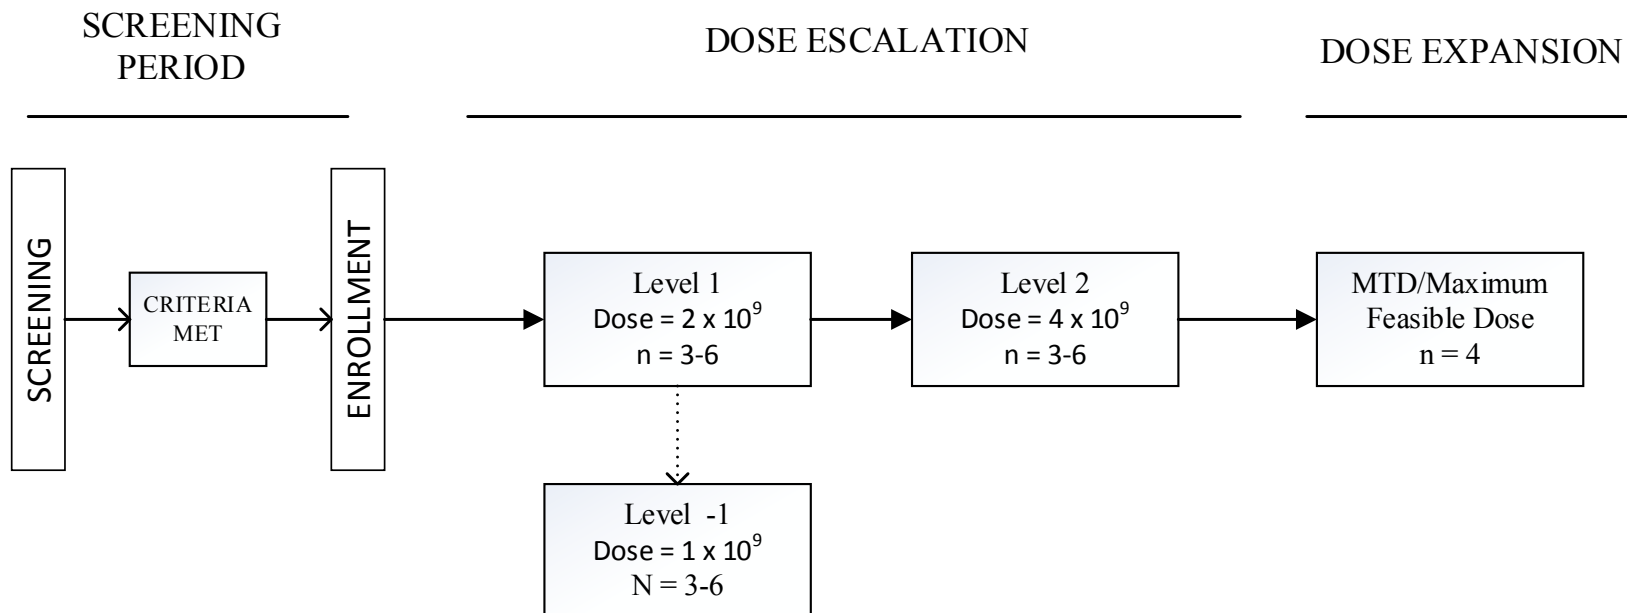 SCREENING
PERIOD
DOSE ESCALATION
DOSE EXPANSION
SCREENING
CRITERIA
MET
ENROLLMENT
Level 1
Dose = 2 x 10⁹
n = 3-6
Level 2
Dose = 4 x 10⁹
n = 3-6
MTD/Maximum
Feasible Dose
n = 4
Level -1
Dose = 1 x 10⁹
N = 3-6